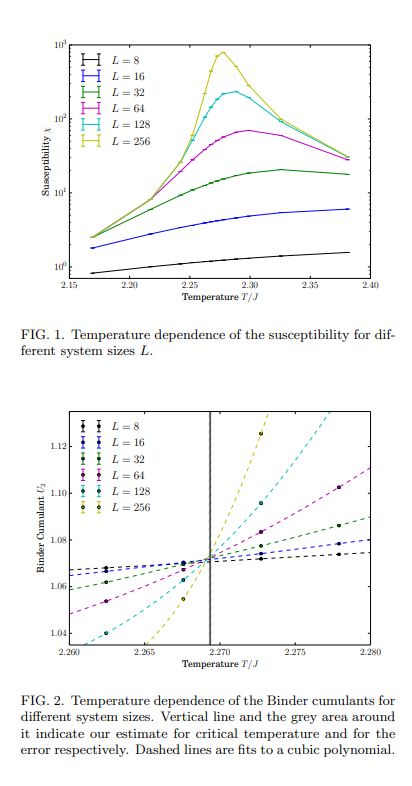 10³
10²
10¹
10⁰
Susceptibility χ
L = 8
L = 16
L = 32
L = 64
L = 128
L = 256
2.15 2.20 2.25 2.30 2.35 2.40
Temperature T/J
FIG. 1. Temperature dependence of the susceptibility for dif-
ferent system sizes L.
1.12
1.10
1.08
1.06
1.04
Binder Cumulant U₂
L = 8
L = 16
L = 32
L = 64
L = 128
L = 256
2.260 2.265 2.270 2.275 2.280
Temperature T/J
FIG. 2. Temperature dependence of the Binder cumulants for
different system sizes. Vertical line and the grey area around
it indicate our estimate for critical temperature and for the
error respectively. Dashed lines are fits to a cubic polynomial.